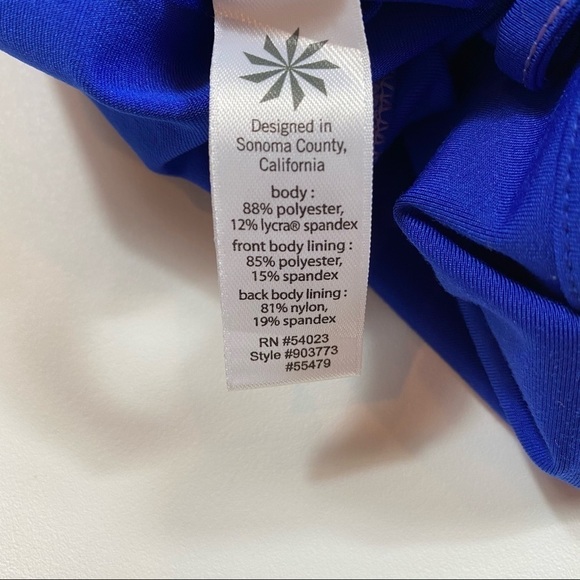 Designed in
Sonoma County,
California
body :
88% polyester,
12% lycra® spandex
front body lining :
85% polyester,
15% spandex
back body lining :
81% nylon,
19% spandex
RN #54023
Style #903773
#55479